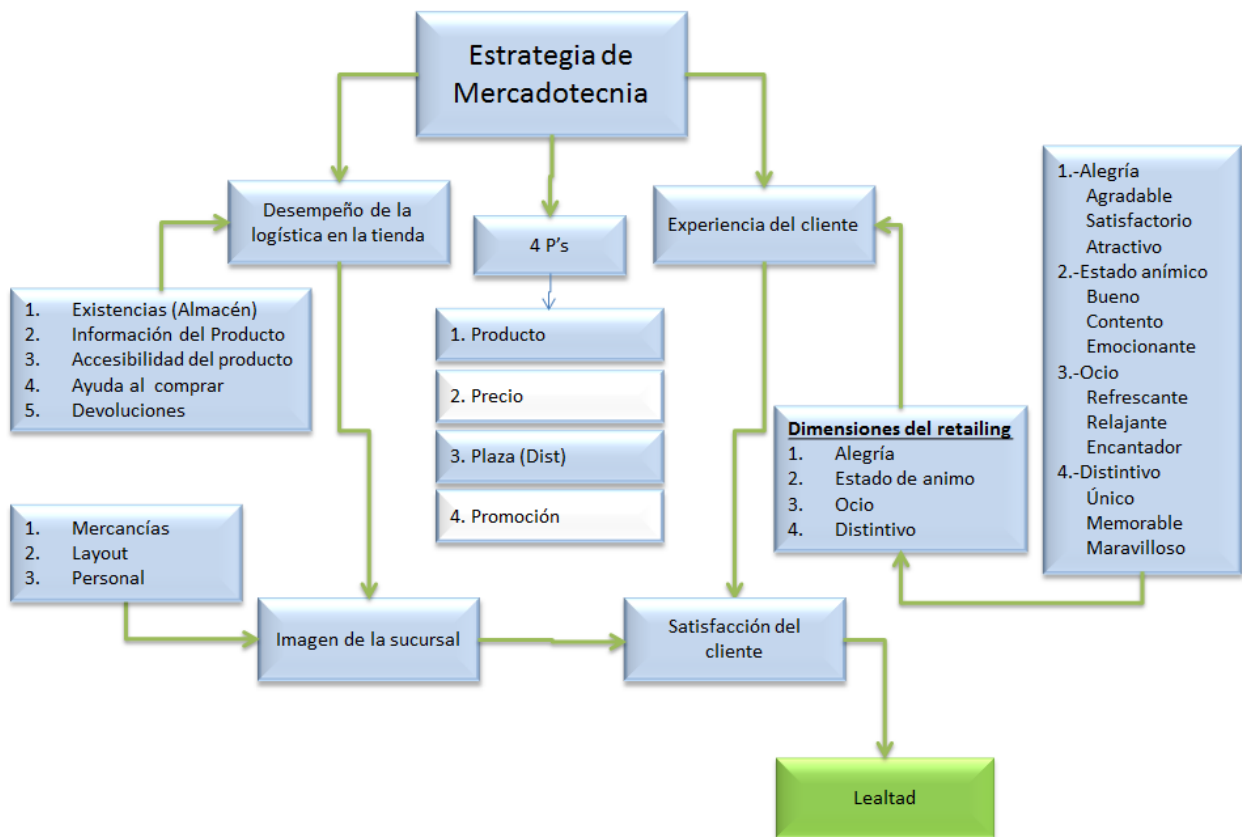 Estrategia de
Mercadotecnia
Desempeño de la
logística en la tienda
4 P's
Experiencia del cliente
1.-Alegría
Agradable
Satisfactorio
Atractivo
2.-Estado anímico
Bueno
Contento
Emocionante
3.-Ocio
Refrescante
Relajante
Encantador
4.-Distintivo
Único
Memorable
Maravilloso
1. Existencias (Almacén)
2. Información del Producto
3. Accesibilidad del producto
4. Ayuda al comprar
5. Devoluciones
1. Producto
2. Precio
3. Plaza (Dist)
4. Promoción
Dimensiones del retailing
1. Alegría
2. Estado de animo
3. Ocio
4. Distintivo
1. Mercancías
2. Layout
3. Personal
Imagen de la sucursal
Satisfacción del
cliente
Lealtad